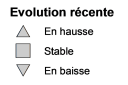 Evolution récente
En hausse
Stable
En baisse